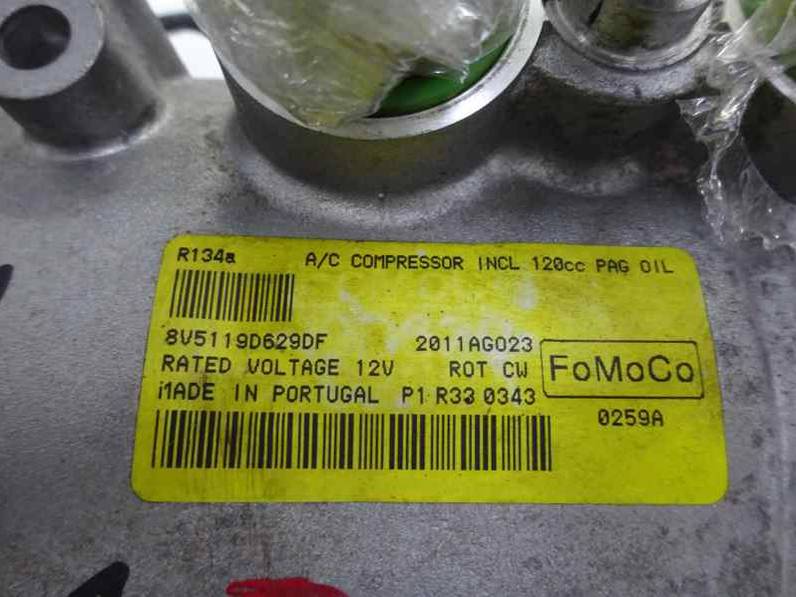 R134a A/C COMPRESSOR INCL 120cc PAG OIL
8V5119D629DF 2011AG023
RATED VOLTAGE 12V ROT CW
MADE IN PORTUGAL P1 R33 0343
FoMoCo
0259A